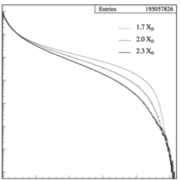 Entries 195057826
1.7 X₀
2.0 X₀
2.3 X₀